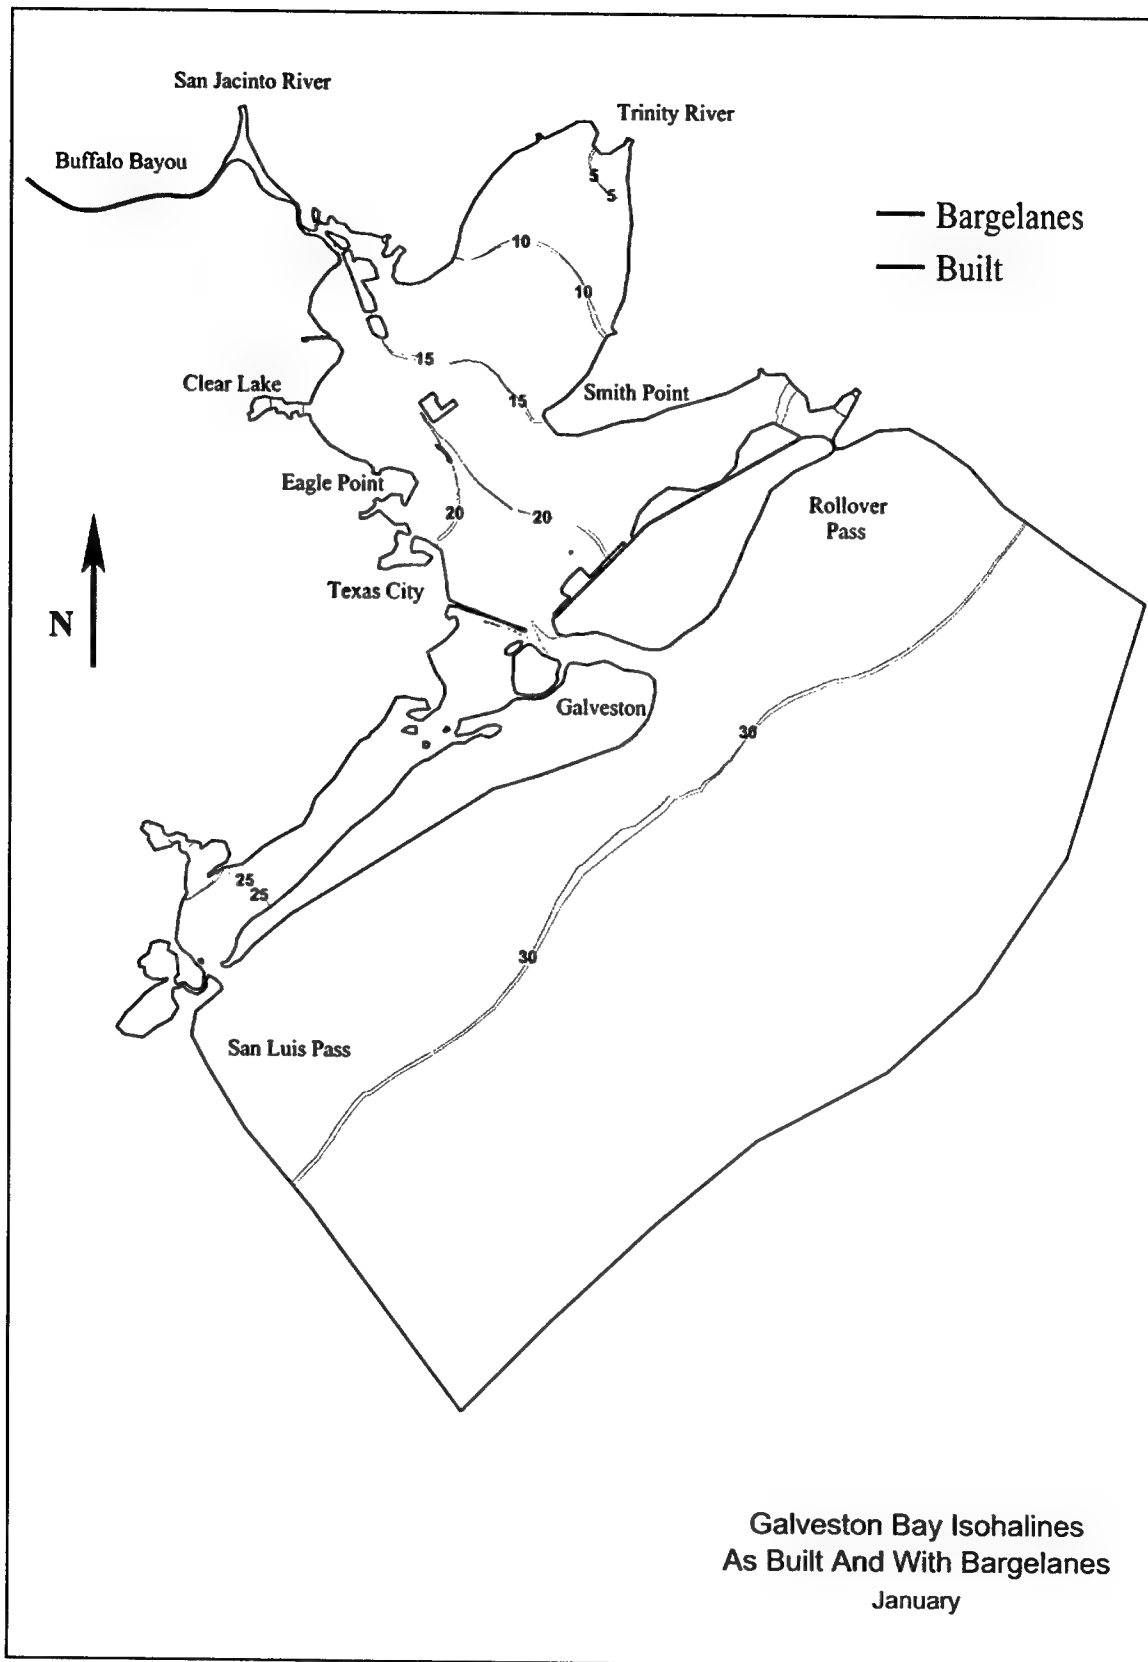 San Jacinto River
Trinity River
Buffalo Bayou
5
5
Bargelanes
10
Built
10
15
Clear Lake
Smith Point
15
Eagle Point
20
20
Rollover
Pass
Texas City
N
Galveston
30
25
25
30
San Luis Pass
Galveston Bay Isohalines
As Built And With Bargelanes
January